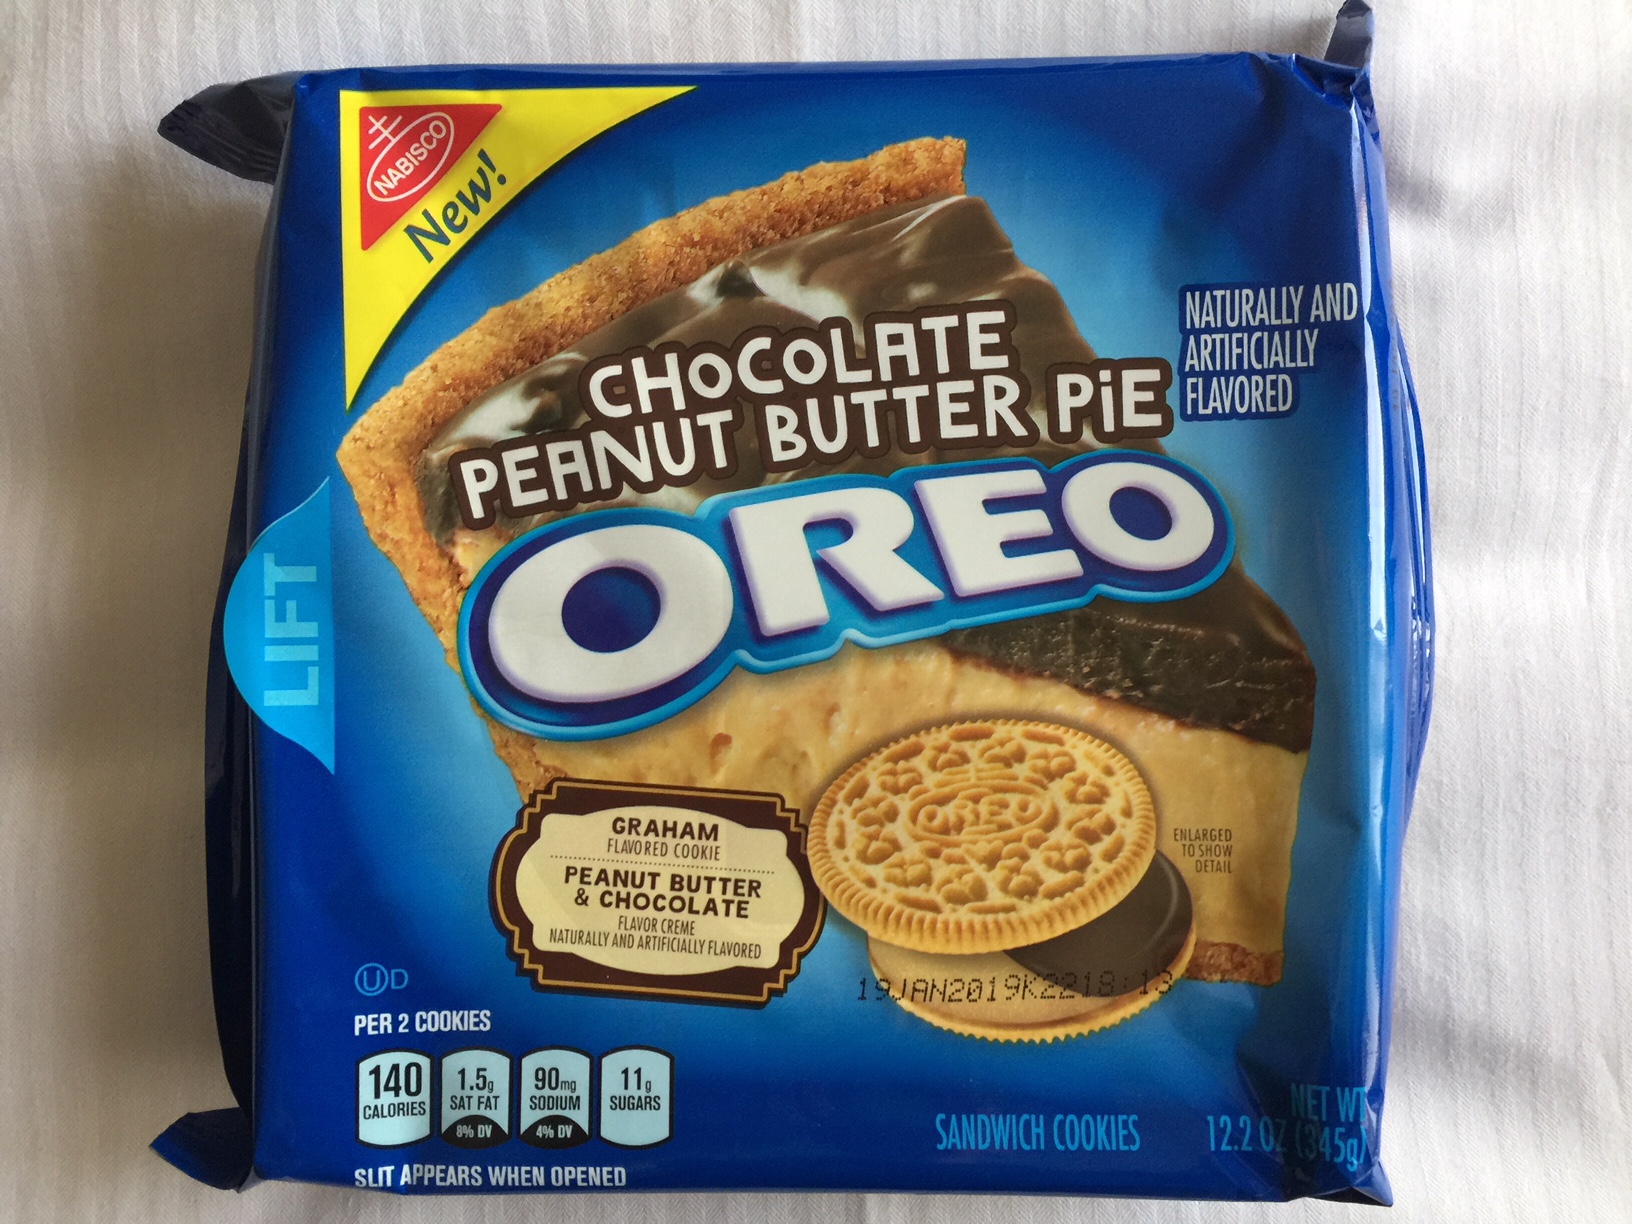 NABISCO
New!
CHOCOLATE
PEANUT BUTTER PiE
OREO
NATURALLY AND
ARTIFICIALLY
FLAVORED
LIFT
GRAHAM
FLAVORED COOKIE
PEANUT BUTTER
& CHOCOLATE
FLAVOR CREME
NATURALLY AND ARTIFICIALLY FLAVORED
OREO
ENLARGED
TO SHOW
DETAIL
19JAN2019K2218:13
UD
PER 2 COOKIES
140
CALORIES
1.5g
SAT FAT
8% DV
90mg
SODIUM
4% DV
11g
SUGARS
SLIT APPEARS WHEN OPENED
SANDWICH COOKIES
NET WT
12.2 OZ (345g)